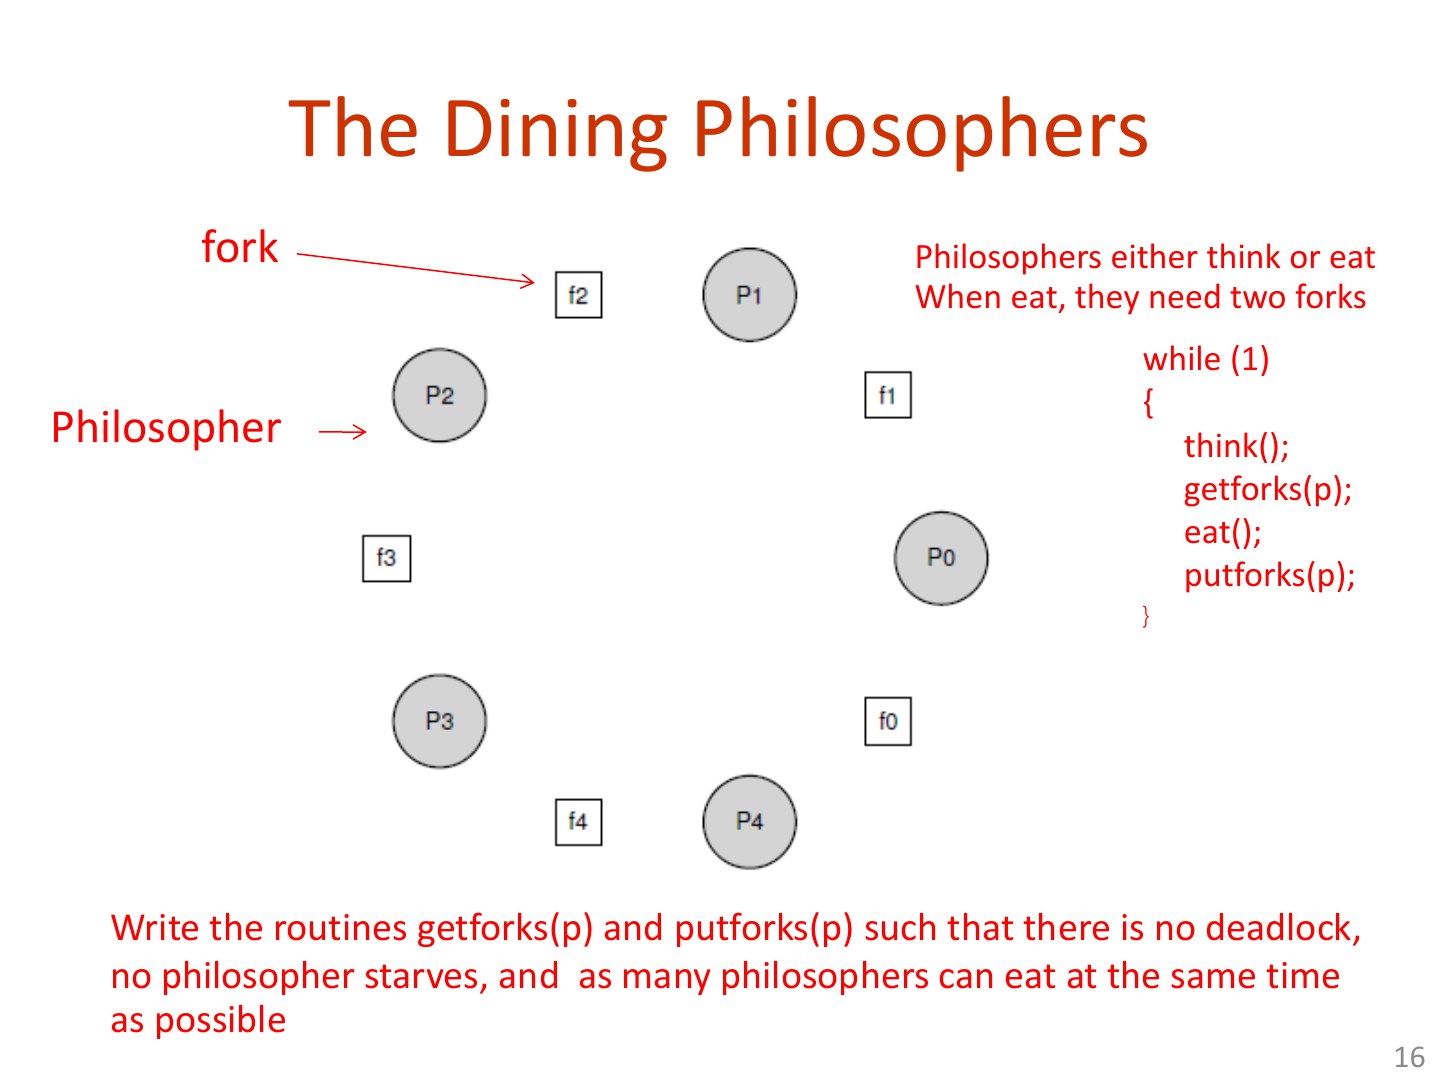 The Dining Philosophers
fork
f2
P1
Philosophers either think or eat
When eat, they need two forks
P2
f1
Philosopher
while (1)
{
think();
getforks(p);
eat();
putforks(p);
}
f3
P0
P3
f0
f4
P4
Write the routines getforks(p) and putforks(p) such that there is no deadlock,
no philosopher starves, and  as many philosophers can eat at the same time
as possible
16